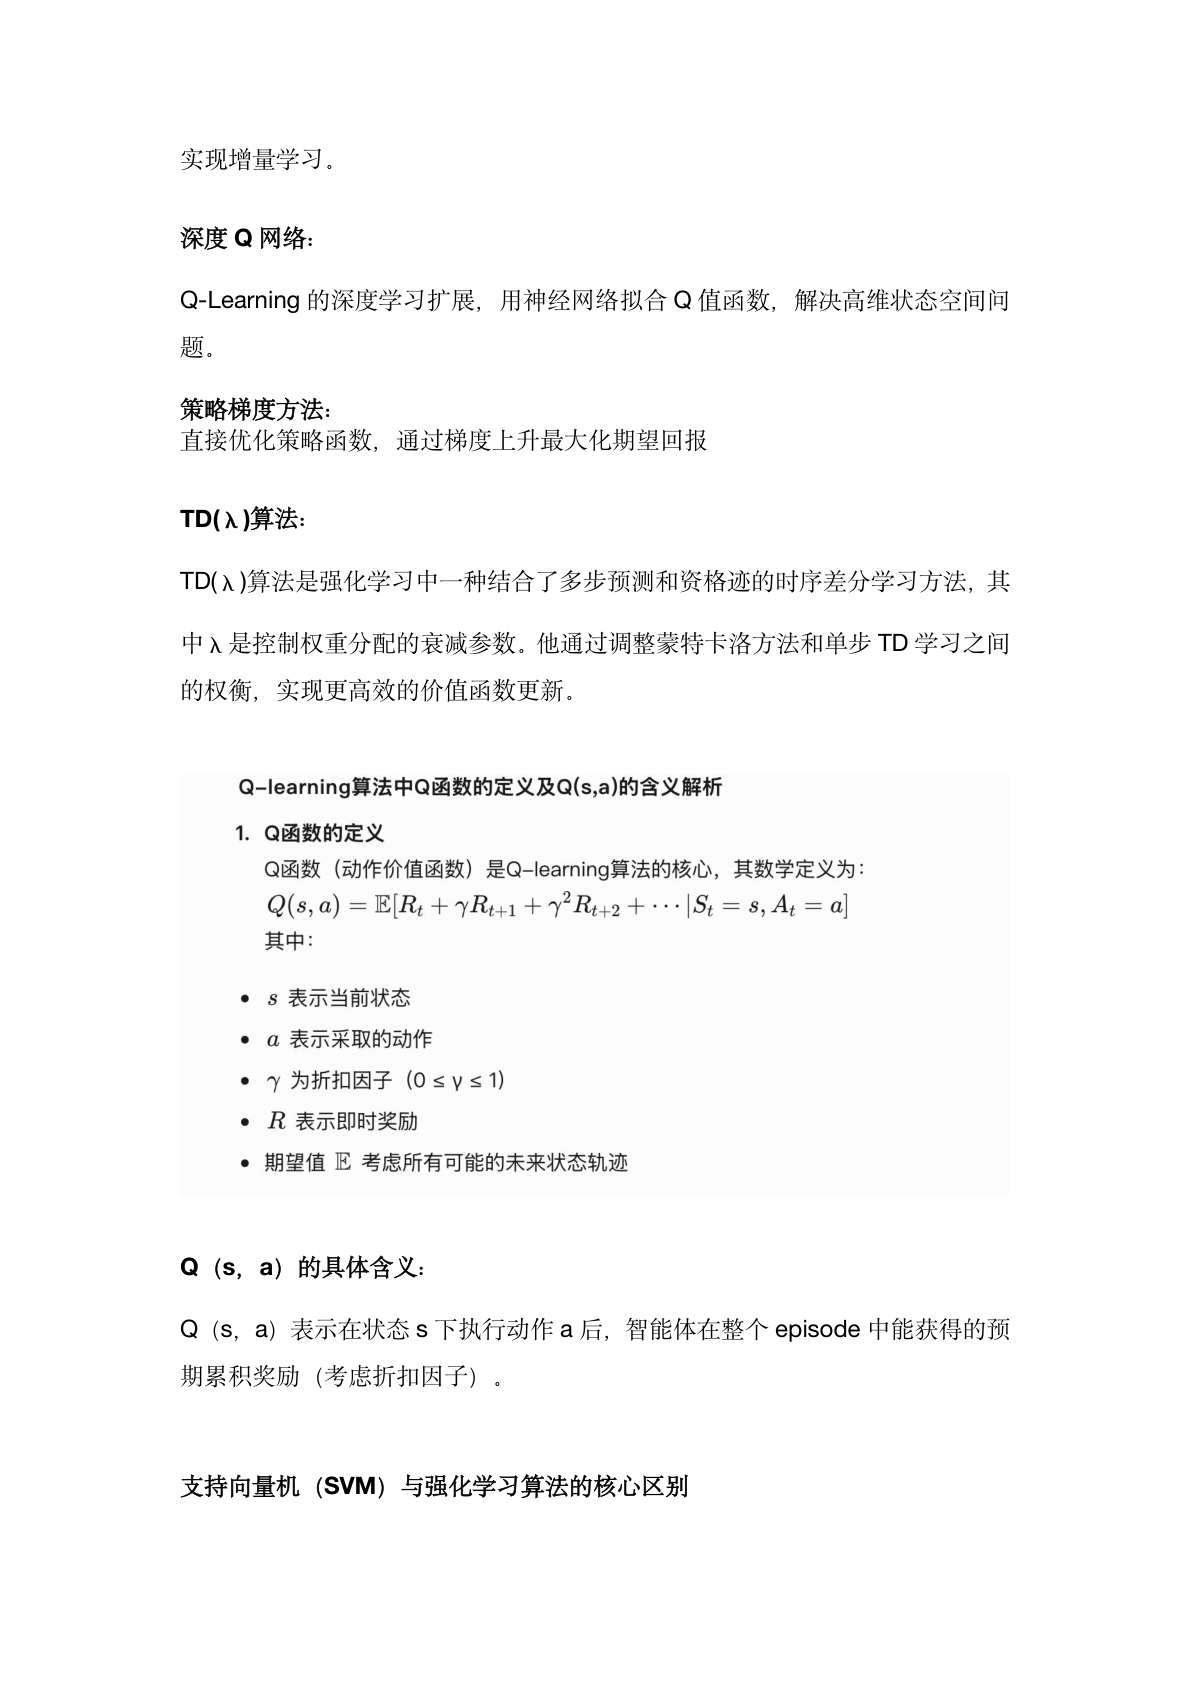 实现增量学习。
深度 Q 网络：
Q-Learning 的深度学习扩展，用神经网络拟合 Q 值函数，解决高维状态空间问
题。
策略梯度方法：
直接优化策略函数，通过梯度上升最大化期望回报
TD(λ)算法：
TD(λ)算法是强化学习中一种结合了多步预测和资格迹的时序差分学习方法，其
中 λ 是控制权重分配的衰减参数。他通过调整蒙特卡洛方法和单步 TD 学习之间
的权衡，实现更高效的价值函数更新。
Q-learning算法中Q函数的定义及Q(s,a)的含义解析
1. Q函数的定义
Q函数（动作价值函数）是Q-learning算法的核心，其数学定义为：
Q(s, a) = 𝔼[R_t + γR_{t+1} + γ²R_{t+2} + ⋯ |S_t = s, A_t = a]
其中：
• s 表示当前状态
• a 表示采取的动作
• γ 为折扣因子（0 ≤ γ ≤ 1）
• R 表示即时奖励
• 期望值 𝔼 考虑所有可能的未来状态轨迹
Q（s，a）的具体含义：
Q（s，a）表示在状态 s 下执行动作 a 后，智能体在整个 episode 中能获得的预
期累积奖励（考虑折扣因子）。
支持向量机（SVM）与强化学习算法的核心区别